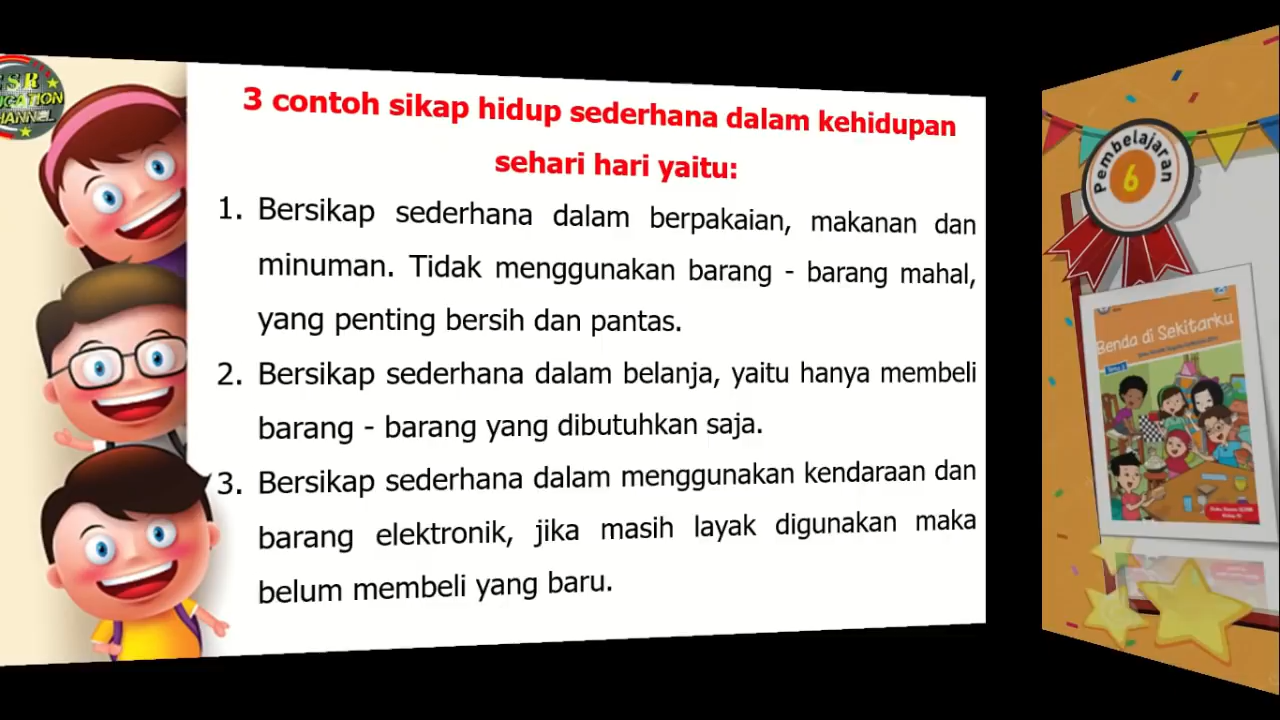 3 contoh sikap hidup sederhana dalam kehidupan
sehari hari yaitu:
1. Bersikap sederhana dalam berpakaian, makanan dan
minuman. Tidak menggunakan barang - barang mahal,
yang penting bersih dan pantas.
2. Bersikap sederhana dalam belanja, yaitu hanya membeli
barang - barang yang dibutuhkan saja.
3. Bersikap sederhana dalam menggunakan kendaraan dan
barang elektronik, jika masih layak digunakan maka
belum membeli yang baru.
Pembelajaran
6
Benda di Sekitarku